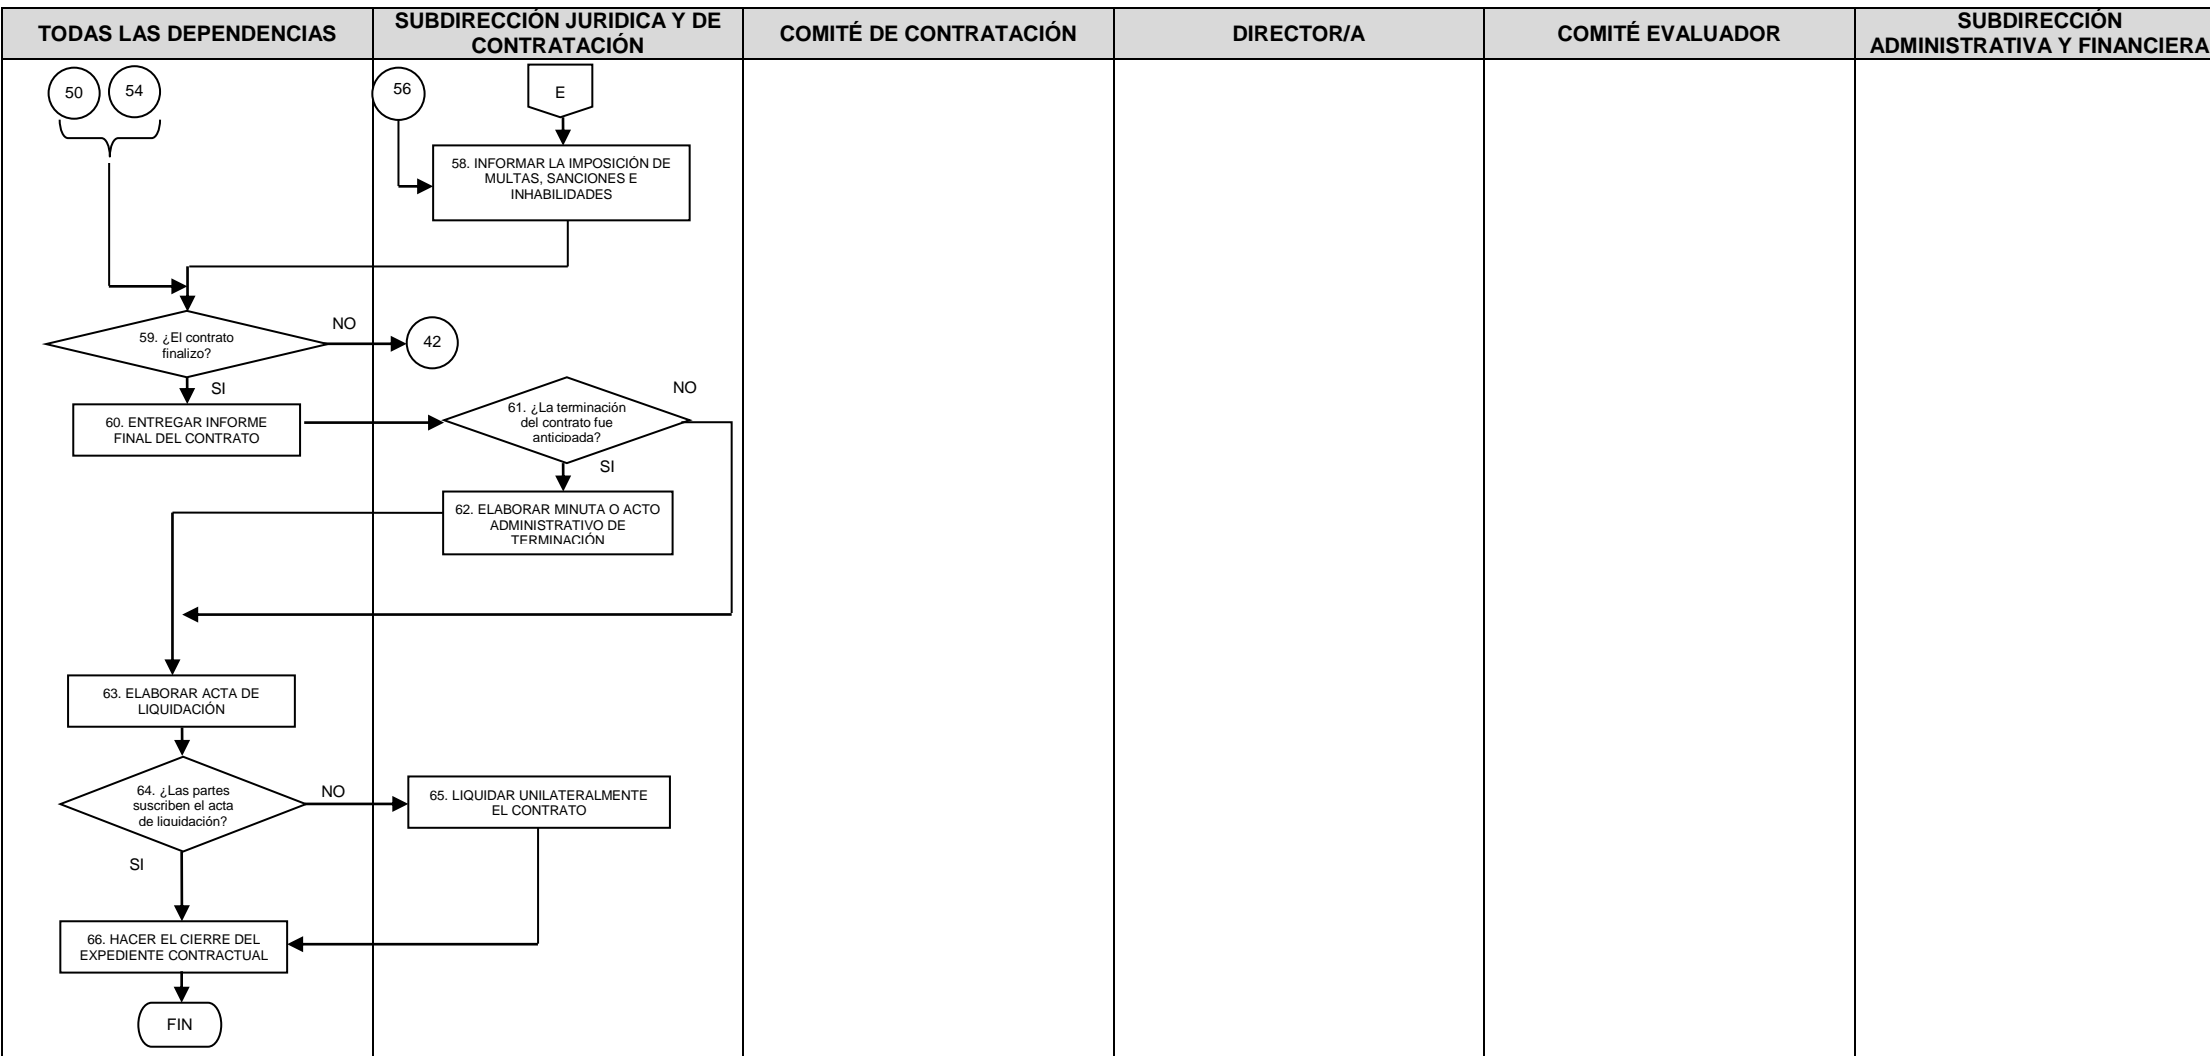 TODAS LAS DEPENDENCIAS
SUBDIRECCIÓN JURIDICA Y DE
CONTRATACIÓN
COMITÉ DE CONTRATACIÓN
DIRECTOR/A
COMITÉ EVALUADOR
SUBDIRECCIÓN
ADMINISTRATIVA Y FINANCIERA
50
54
56
E
58. INFORMAR LA IMPOSICIÓN DE
MULTAS, SANCIONES E
INHABILIDADES
59. ¿El contrato
finalizo?
NO
42
SI
60. ENTREGAR INFORME
FINAL DEL CONTRATO
61. ¿La terminación
del contrato fue
anticipada?
NO
SI
62. ELABORAR MINUTA O ACTO
ADMINISTRATIVO DE
TERMINACIÓN
63. ELABORAR ACTA DE
LIQUIDACIÓN
64. ¿Las partes
suscriben el acta
de liquidación?
NO
65. LIQUIDAR UNILATERALMENTE
EL CONTRATO
SI
66. HACER EL CIERRE DEL
EXPEDIENTE CONTRACTUAL
FIN